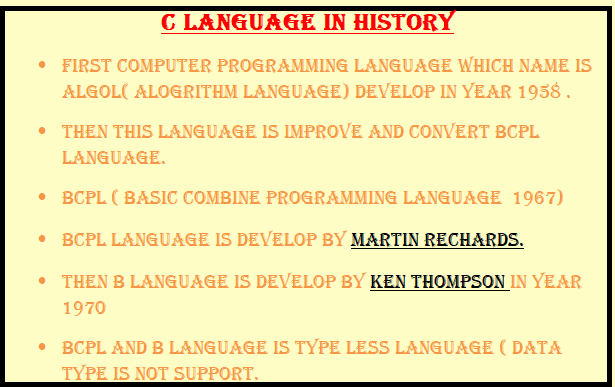 C LANGUAGE IN HISTORY
• FIRST COMPUTER PROGRAMMING LANGUAGE WHICH NAME IS
ALGOL( ALOGRITHM LANGUAGE) DEVELOP IN YEAR 1958 .
• THEN THIS LANGUAGE IS IMPROVE AND CONVERT BCPL
LANGUAGE.
• BCPL ( BASIC COMBINE PROGRAMMING LANGUAGE 1967)
• BCPL LANGUAGE IS DEVELOP BY MARTIN RECHARDS.
• THEN B LANGUAGE IS DEVELOP BY KEN THOMPSON IN YEAR
1970
• BCPL AND B LANGUAGE IS TYPE LESS LANGUAGE ( DATA
TYPE IS NOT SUPPORT.